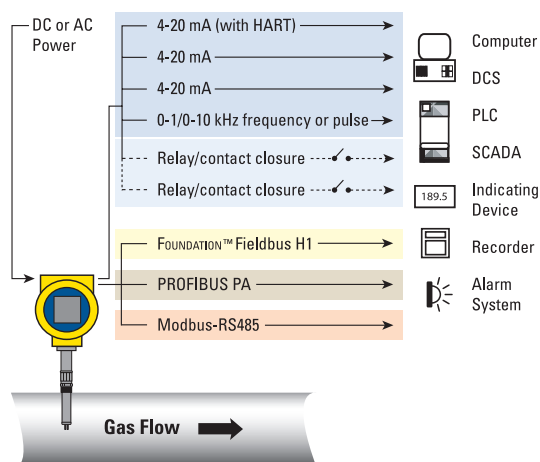 DC or AC
Power
4-20 mA (with HART)
4-20 mA
4-20 mA
0-1/0-10 kHz frequency or pulse
Relay/contact closure
Relay/contact closure
FOUNDATION™ Fieldbus H1
PROFIBUS PA
Modbus-RS485
Computer
DCS
PLC
SCADA
189.5
Indicating
Device
Recorder
Alarm
System
Gas Flow